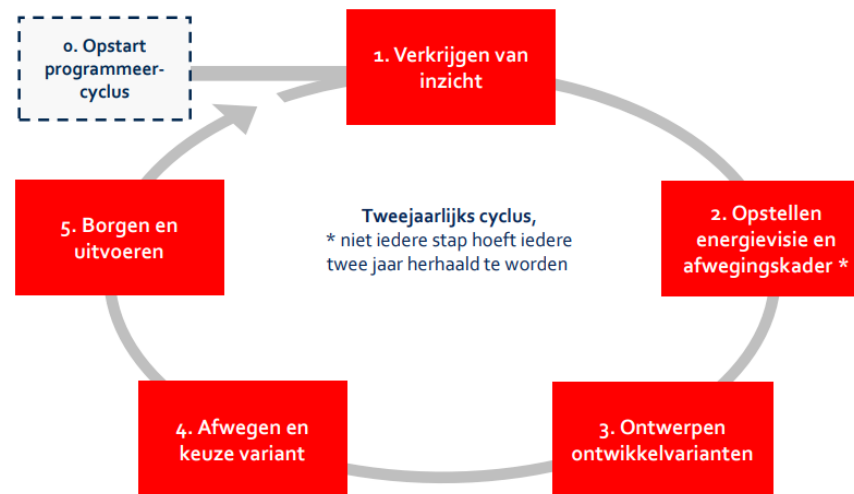 0. Opstart
programmeer-
cyclus
1. Verkrijgen van
inzicht
2. Opstellen
energievisie en
afwegingskader *
3. Ontwerpen
ontwikkelvarianten
4. Afwegen en
keuze variant
5. Borgen en
uitvoeren
Tweejaarlijks cyclus,
* niet iedere stap hoeft iedere
twee jaar herhaald te worden